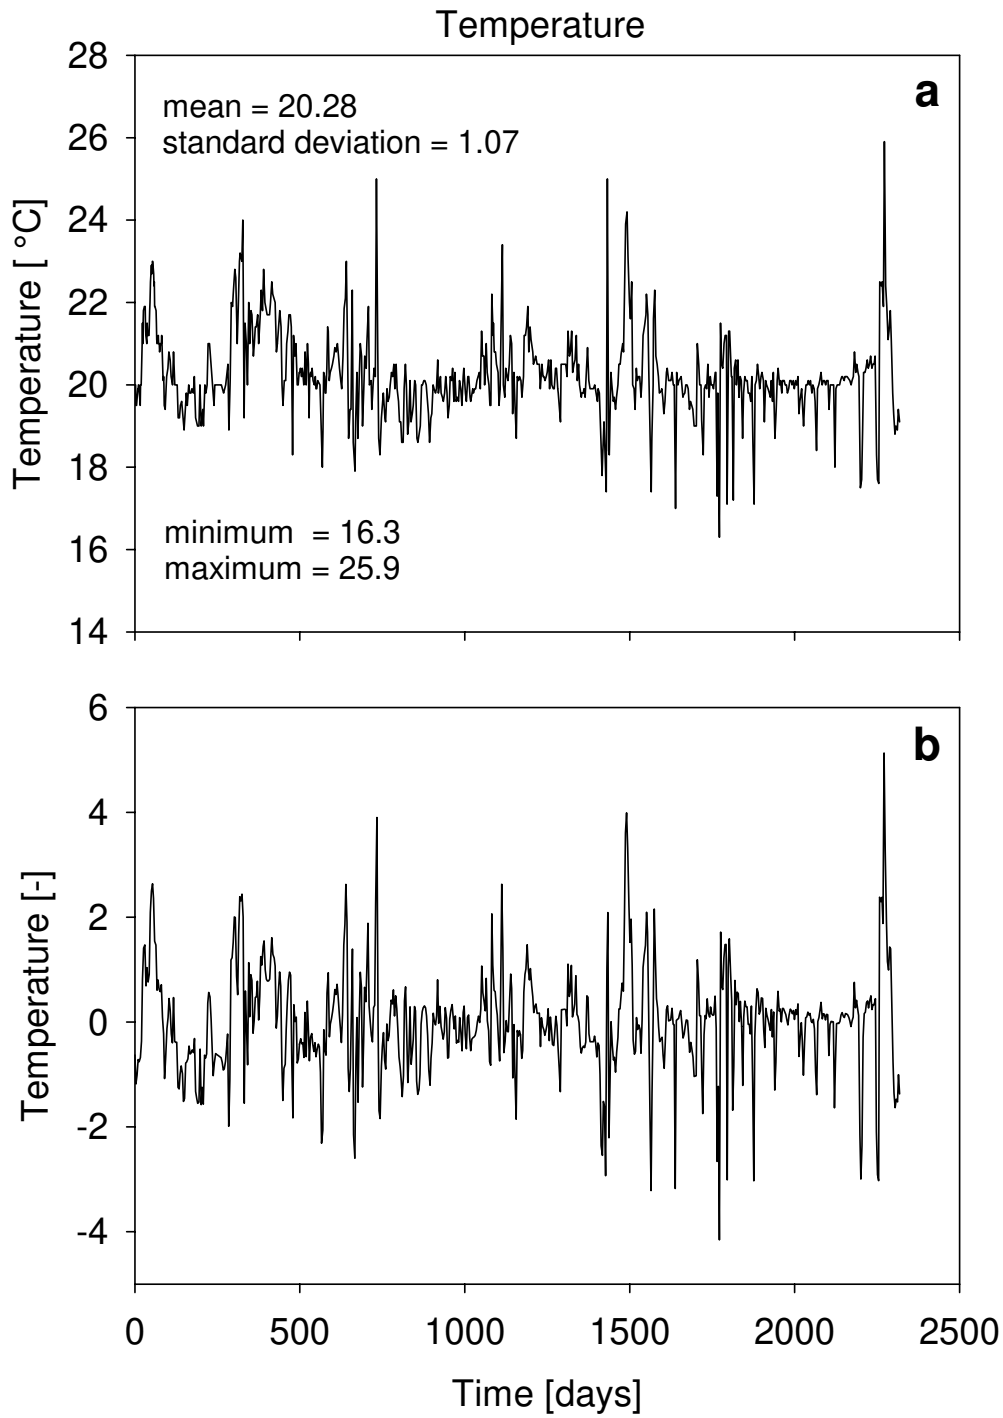 Temperature
a
mean = 20.28
standard deviation = 1.07
minimum = 16.3
maximum = 25.9
Temperature [ °C]
28
26
24
22
20
18
16
14
b
Temperature [-]
6
4
2
0
-2
-4
0 500 1000 1500 2000 2500
Time [days]